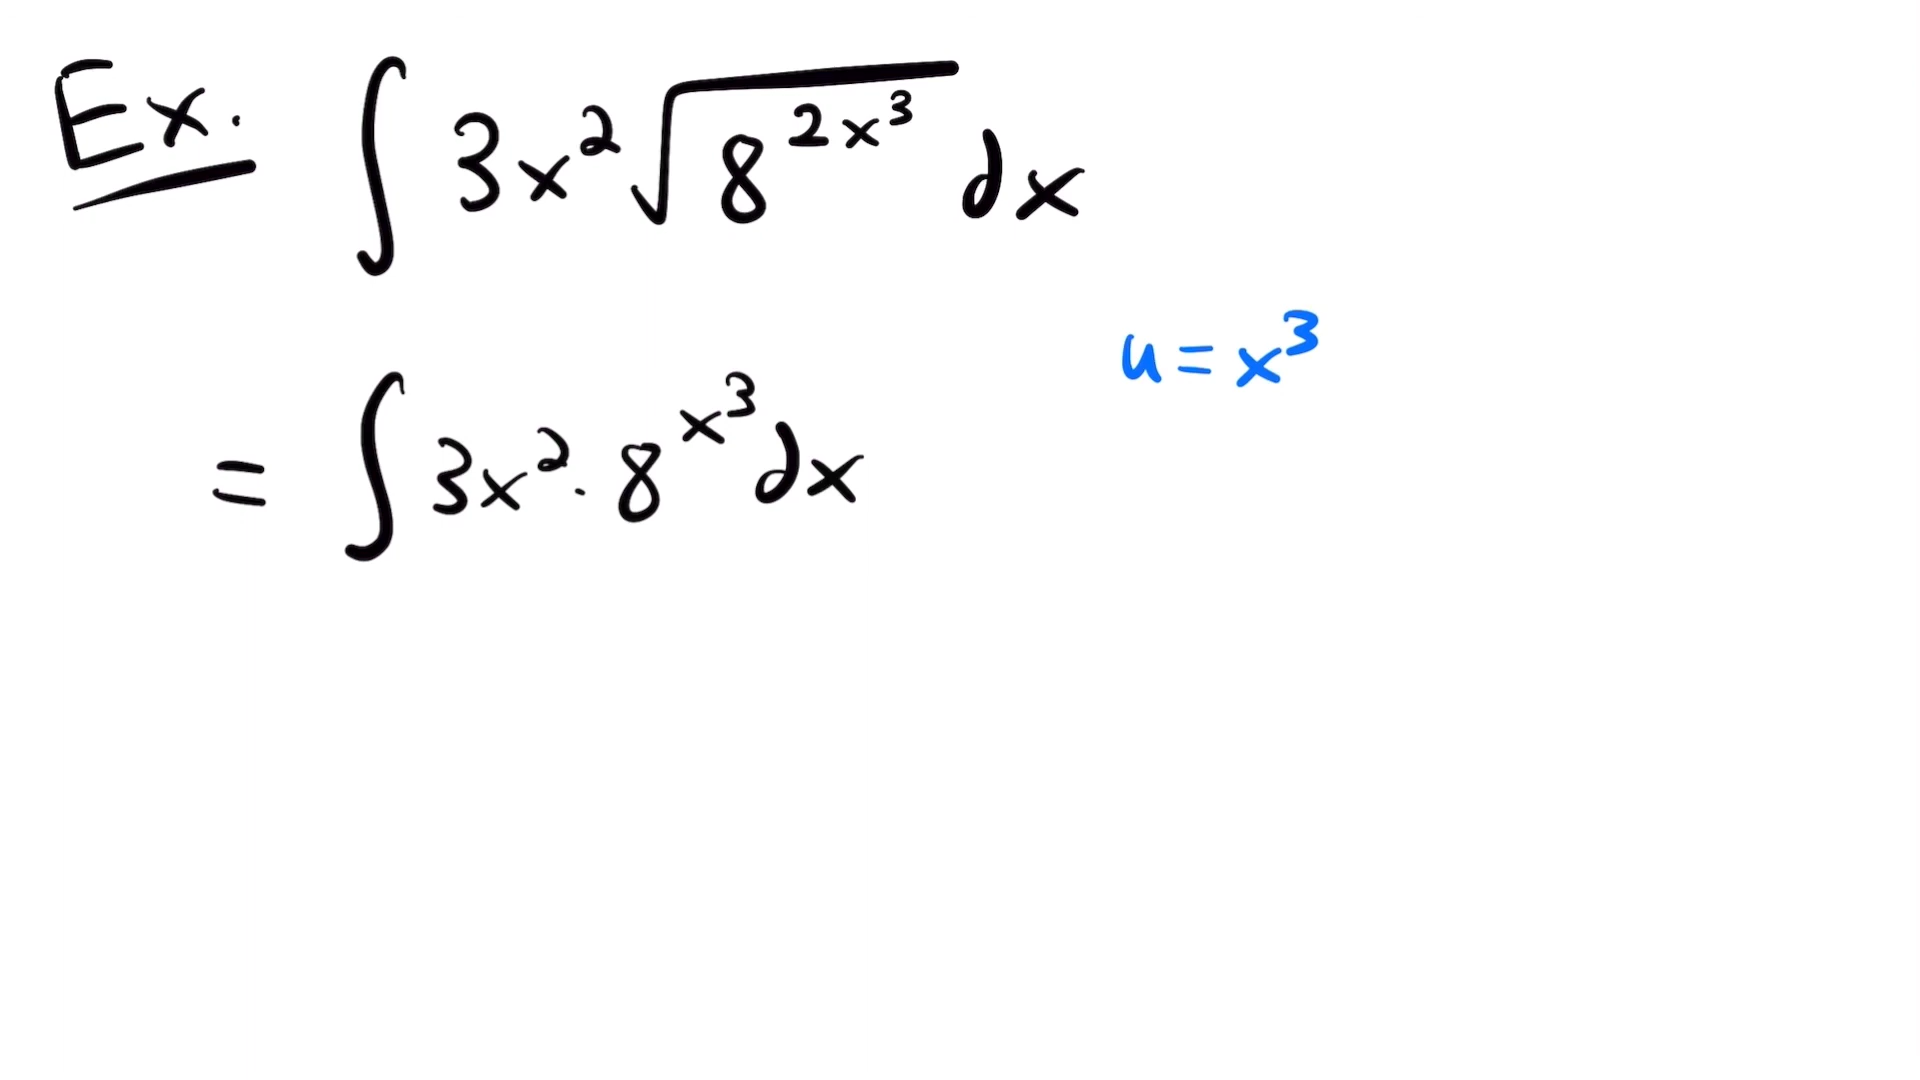 Ex. ∫ 3x² √(8^(2x³)) dx
u = x³
= ∫ 3x² · 8^(x³) dx